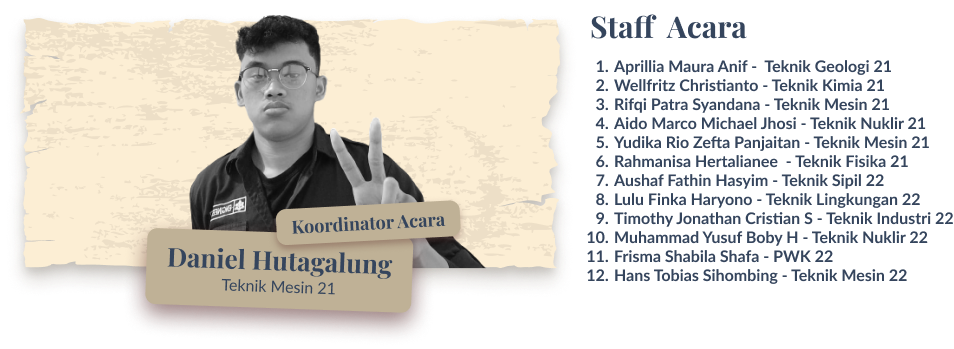 Koordinator Acara
Daniel Hutagalung
Teknik Mesin 21
Staff Acara
1. Aprillia Maura Anif - Teknik Geologi 21
2. Wellfritz Christianto - Teknik Kimia 21
3. Rifqi Patra Syandana - Teknik Mesin 21
4. Aido Marco Michael Jhosi - Teknik Nuklir 21
5. Yudika Rio Zefta Panjaitan - Teknik Mesin 21
6. Rahmanisa Hertalianee - Teknik Fisika 21
7. Aushaf Fathin Hasyim - Teknik Sipil 22
8. Lulu Finka Haryono - Teknik Lingkungan 22
9. Timothy Jonathan Cristian S - Teknik Industri 22
10. Muhammad Yusuf Boby H - Teknik Nuklir 22
11. Frisma Shabila Shafa - PWK 22
12. Hans Tobias Sihombing - Teknik Mesin 22